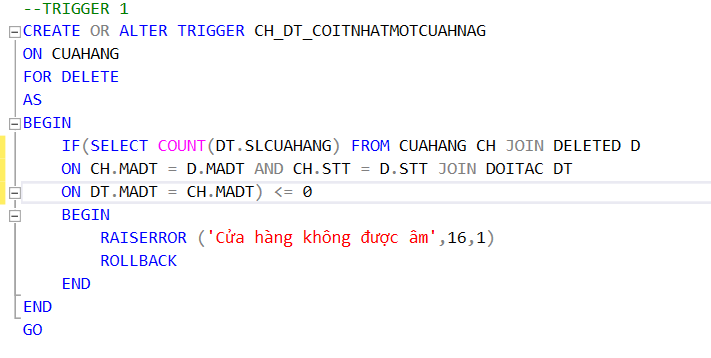 --TRIGGER 1
CREATE OR ALTER TRIGGER CH_DT_COITNHATMOTCUAHNAG
ON CUAHANG
FOR DELETE
AS
BEGIN
IF(SELECT COUNT(DT.SLCUAHANG) FROM CUAHANG CH JOIN DELETED D
ON CH.MADT = D.MADT AND CH.STT = D.STT JOIN DOITAC DT
ON DT.MADT = CH.MADT) <= 0
BEGIN
RAISERROR ('Cửa hàng không được âm',16,1)
ROLLBACK
END
END
GO